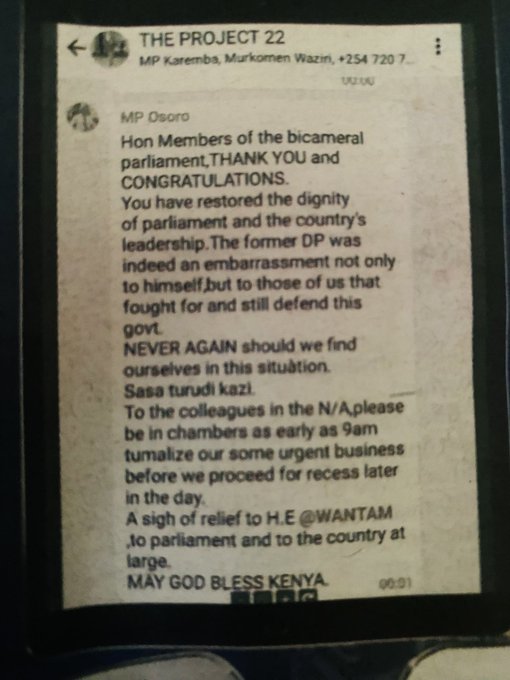 THE PROJECT 22
MP Karemba, Murkomen Waziri, +254 720 7...
00:00
MP Osoro
Hon Members of the bicameral
parliament,THANK YOU and
CONGRATULATIONS.
You have restored the dignity
of parliament and the country's
leadership.The former DP was
indeed an embarrassment not only
to himself,but to those of us that
fought for and still defend this
govt.
NEVER AGAIN should we find
ourselves in this situation.
Sasa turudi kazi.
To the colleagues in the N/A,please
be in chambers as early as 9am
tumalize our some urgent business
before we proceed for recess later
in the day.
A sigh of relief to H.E @WANTAM
,to parliament and to the country at
large.
MAY GOD BLESS KENYA.
00:01